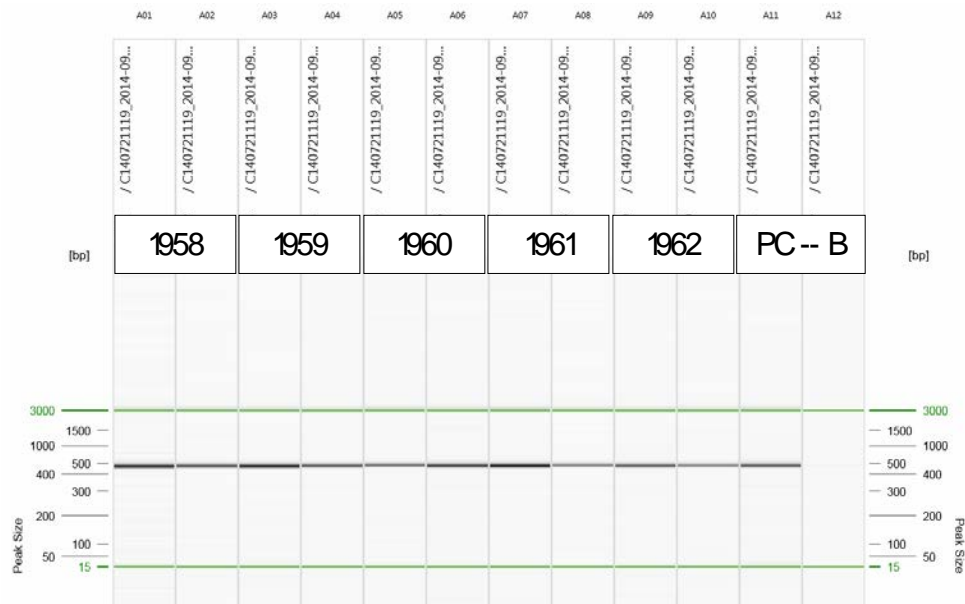 A01 A02 A03 A04 A05 A06 A07 A08 A09 A10 A11 A12
/ C140721119_2014-09...
/ C140721119_2014-09...
/ C140721119_2014-09...
/ C140721119_2014-09...
/ C140721119_2014-09...
/ C140721119_2014-09...
/ C140721119_2014-09...
/ C140721119_2014-09...
/ C140721119_2014-09...
/ C140721119_2014-09...
/ C140721119_2014-09...
/ C140721119_2014-09...
[bp] 1958 1959 1960 1961 1962 PC -- B [bp]
3000 3000
1500 1500
1000 1000
500 500
400 400
300 300
200 200
100 100
50 50
15 15
Peak Size
Peak Size